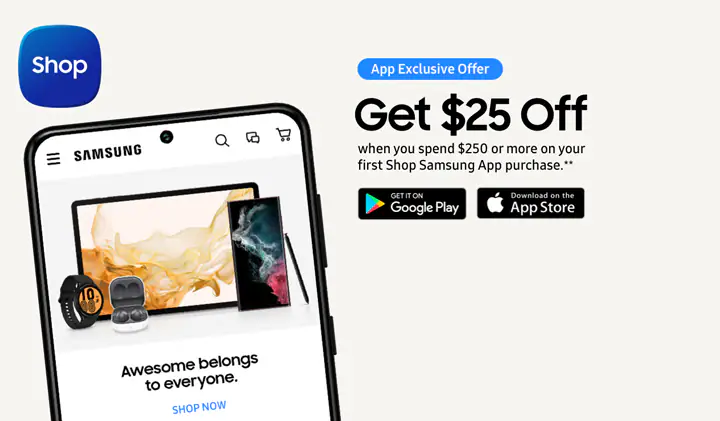 Shop
App Exclusive Offer
Get $25 Off
when you spend $250 or more on your
first Shop Samsung App purchase.**
GET IT ON
Google Play
Download on the
App Store
SAMSUNG
10
Awesome belongs
to everyone.
SHOP NOW